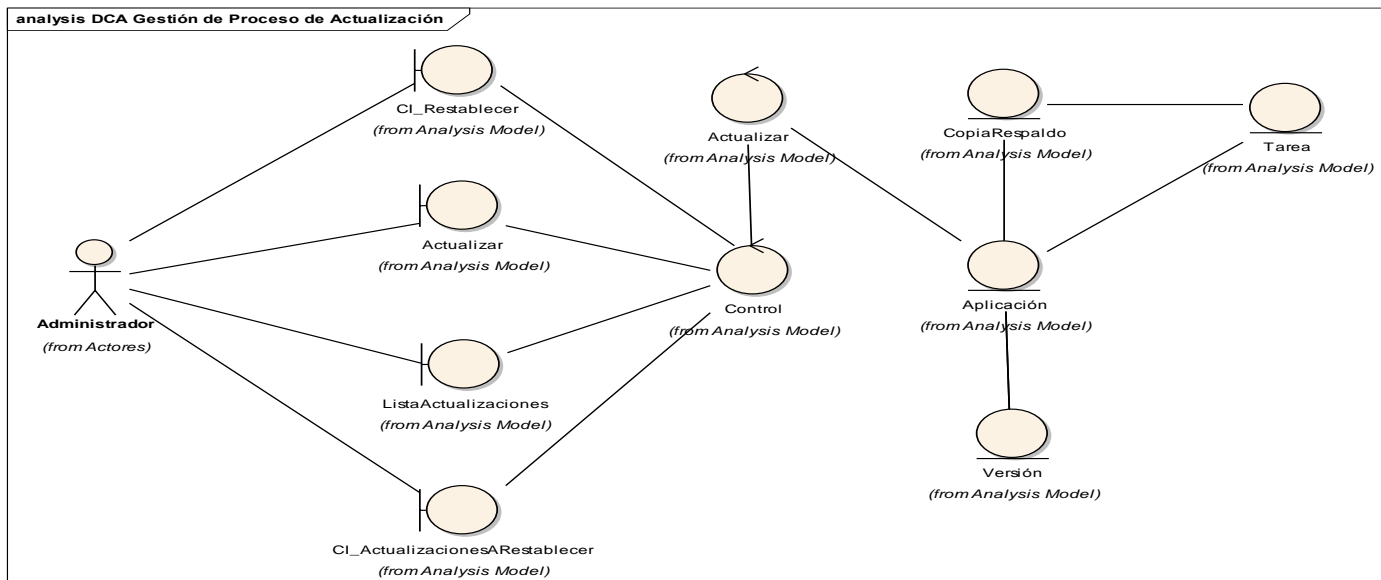 analysis DCA Gestión de Proceso de Actualización
CI_Restablecer
(from Analysis Model)
Actualizar
(from Analysis Model)
CopiaRespaldo
(from Analysis Model)
Tarea
(from Analysis Model)
Actualizar
(from Analysis Model)
Control
(from Analysis Model)
Aplicación
(from Analysis Model)
Administrador
(from Actores)
ListaActualizaciones
(from Analysis Model)
Versión
(from Analysis Model)
CI_ActualizacionesARestablecer
(from Analysis Model)